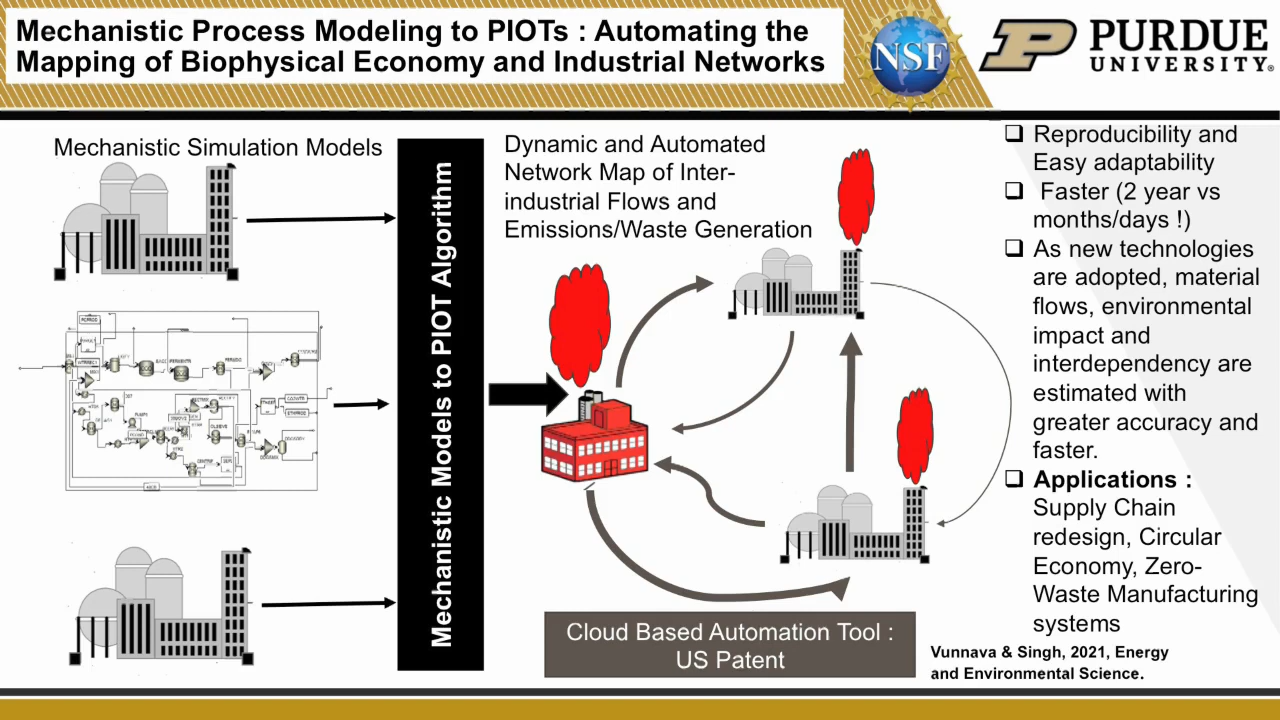 Mechanistic Process Modeling to PIOTs : Automating the
Mapping of Biophysical Economy and Industrial Networks
NSF
PURDUE
UNIVERSITY®
Mechanistic Simulation Models
Mechanistic Models to PIOT Algorithm
Dynamic and Automated
Network Map of Inter-
industrial Flows and
Emissions/Waste Generation
Cloud Based Automation Tool :
US Patent
❑ Reproducibility and
Easy adaptability
❑ Faster (2 year vs
months/days !)
❑ As new technologies
are adopted, material
flows, environmental
impact and
interdependency are
estimated with
greater accuracy and
faster.
❑ Applications :
Supply Chain
redesign, Circular
Economy, Zero-
Waste Manufacturing
systems
Vunnava & Singh, 2021, Energy
and Environmental Science.